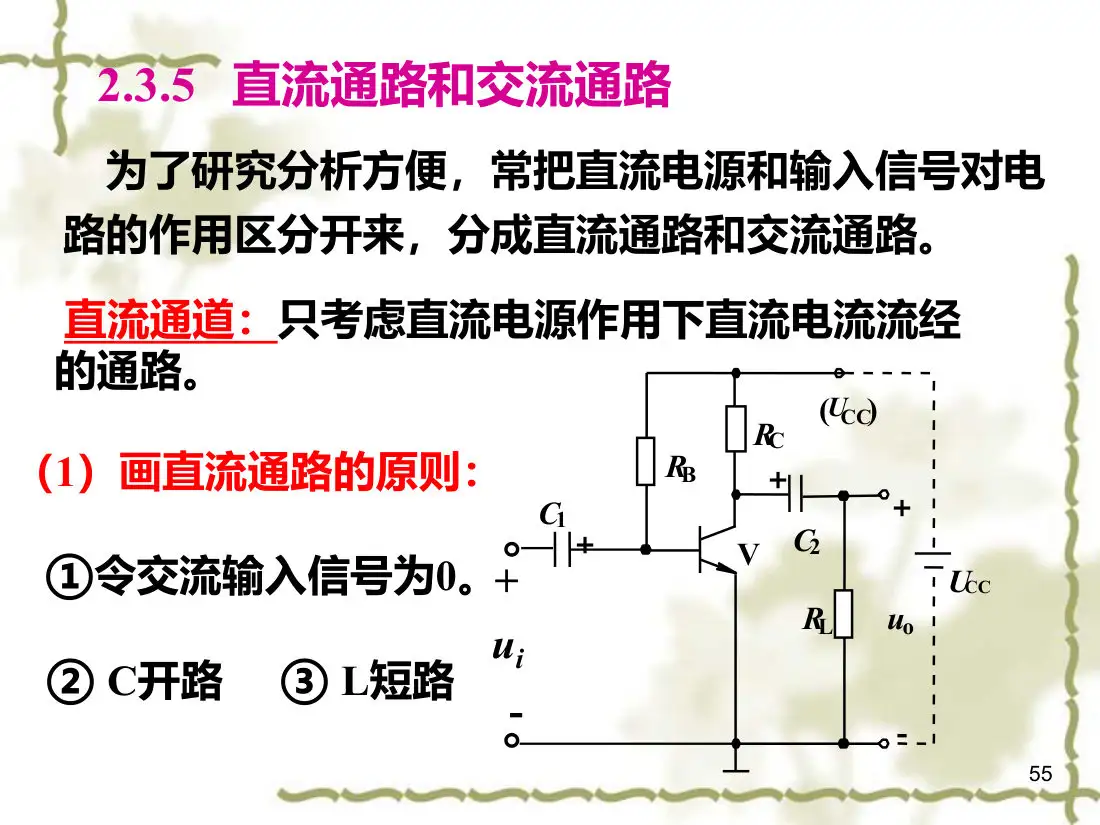 2.3.5 直流通路和交流通路
为了研究分析方便，常把直流电源和输入信号对电
路的作用区分开来，分成直流通路和交流通路。
直流通道：只考虑直流电源作用下直流电流流经
的通路。
（1）画直流通路的原则：
①令交流输入信号为0。
② C开路 ③ L短路
(UCC)
RC
RB
+
C1
+
+
C2
V
+
UCC
RL
uo
ui
-
-
55